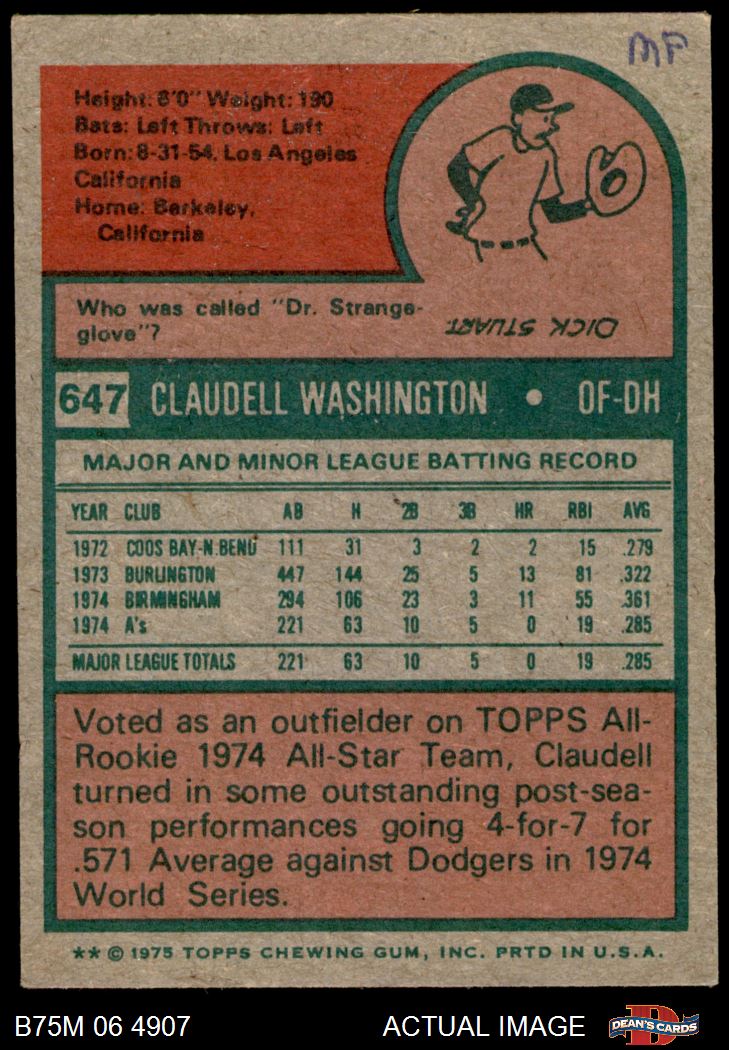 MF
Height: 6'0" Weight: 190
Bats: Left Throws: Left
Born: 8-31-54, Los Angeles
California
Home: Berkeley,
California
Who was called "Dr. Strange-
glove"?
DICK STUART
647 CLAUDELL WASHINGTON • OF-DH
MAJOR AND MINOR LEAGUE BATTING RECORD
YEAR CLUB AB H 2B 3B HR RBI AVG
1972 COOS BAY-N.BEND 111 31 3 2 2 15 .279
1973 BURLINGTON 447 144 25 5 13 81 .322
1974 BIRMINGHAM 294 106 23 3 11 55 .361
1974 A's 221 63 10 5 0 19 .285
MAJOR LEAGUE TOTALS 221 63 10 5 0 19 .285
Voted as an outfielder on TOPPS All-
Rookie 1974 All-Star Team, Claudell
turned in some outstanding post-sea-
son performances going 4-for-7 for
.571 Average against Dodgers in 1974
World Series.
** © 1975 TOPPS CHEWING GUM, INC. PRTD IN U.S.A.
B75M 06 4907 ACTUAL IMAGE DEAN'S CARDS